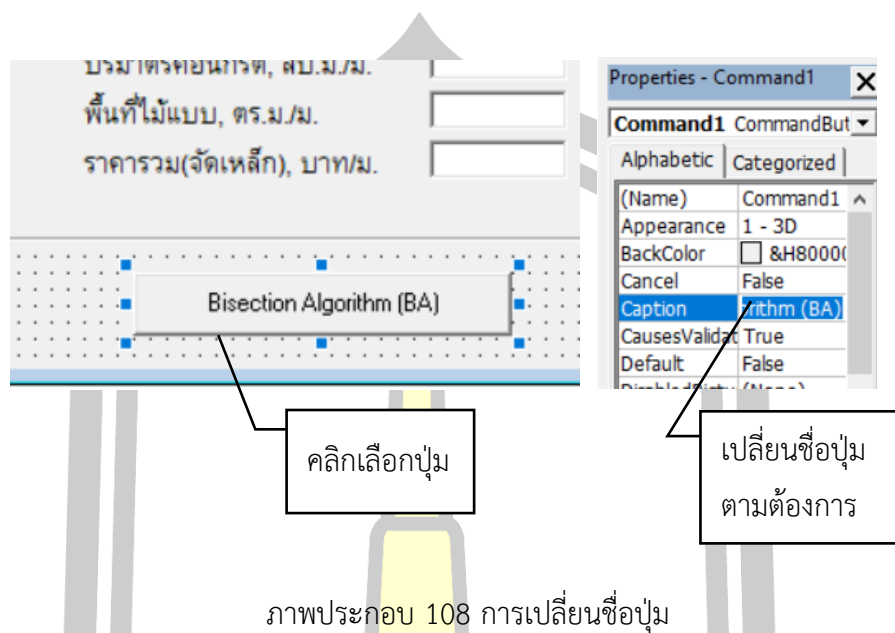 ปริมาตรคอนกรีต, ลบ.ม./ม.
พื้นที่ไม้แบบ, ตร.ม./ม.
ราคารวม(จัดเหล็ก), บาท/ม.
Bisection Algorithm (BA)
คลิกเลือกปุ่ม
Properties - Command1
Command1 CommandBut
Alphabetic Categorized
(Name) Command1
Appearance 1 - 3D
BackColor &H80000(
Cancel False
Caption rithm (BA)
CausesValidat True
Default False
(None)
เปลี่ยนชื่อปุ่ม
ตามต้องการ
ภาพประกอบ 108 การเปลี่ยนชื่อปุ่ม